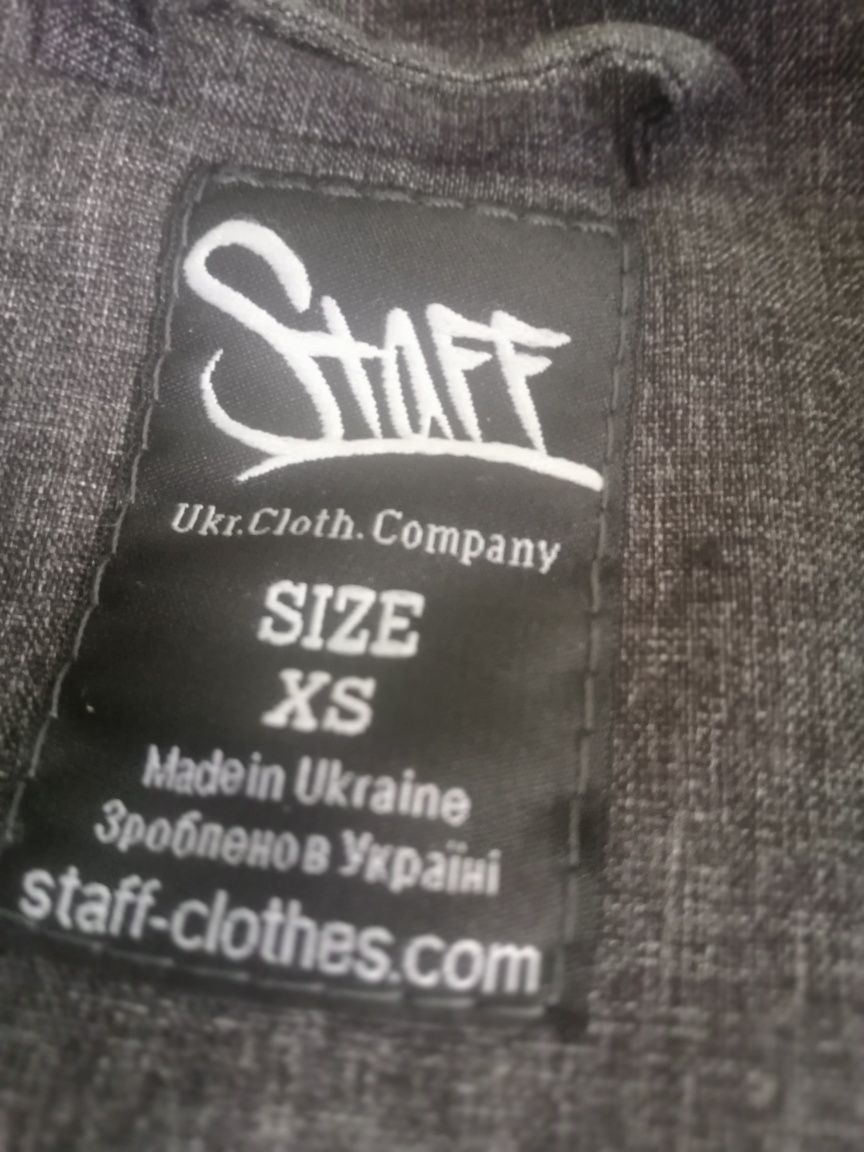 Staff
Ukr.Cloth.Company
SIZE
XS
Made in Ukraine
Зроблено в Україні
staff-clothes.com